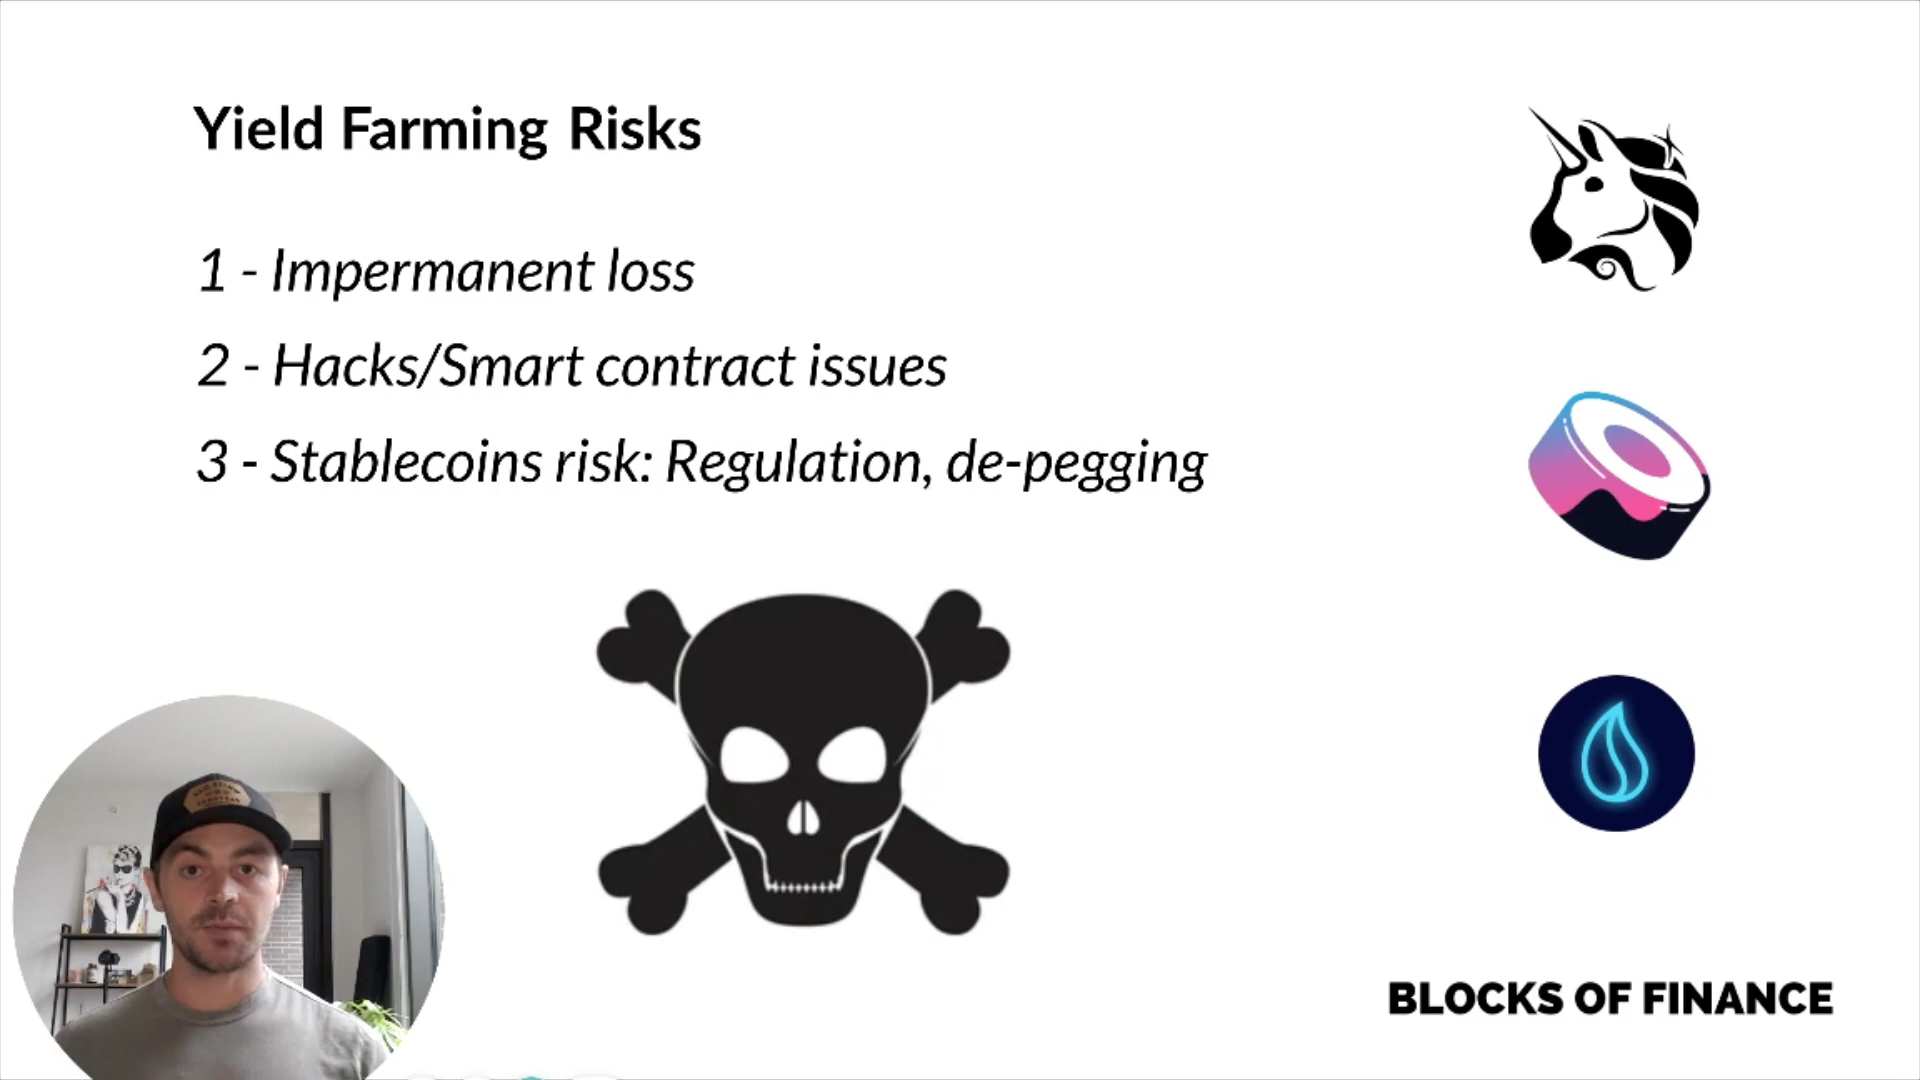 Yield Farming Risks
1 - Impermanent loss
2 - Hacks/Smart contract issues
3 - Stablecoins risk: Regulation, de-pegging
BLOCKS OF FINANCE